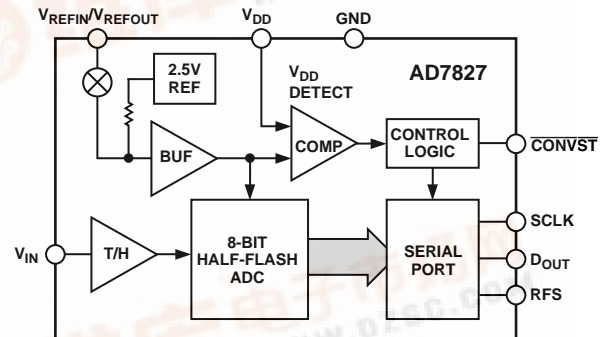 VREFIN/VREFOUT
VDD
GND
2.5V
REF
VDD
DETECT
AD7827
BUF
COMP
CONTROL
LOGIC
CONVST
VIN
T/H
8-BIT
HALF-FLASH
ADC
SERIAL
PORT
SCLK
DOUT
RFS